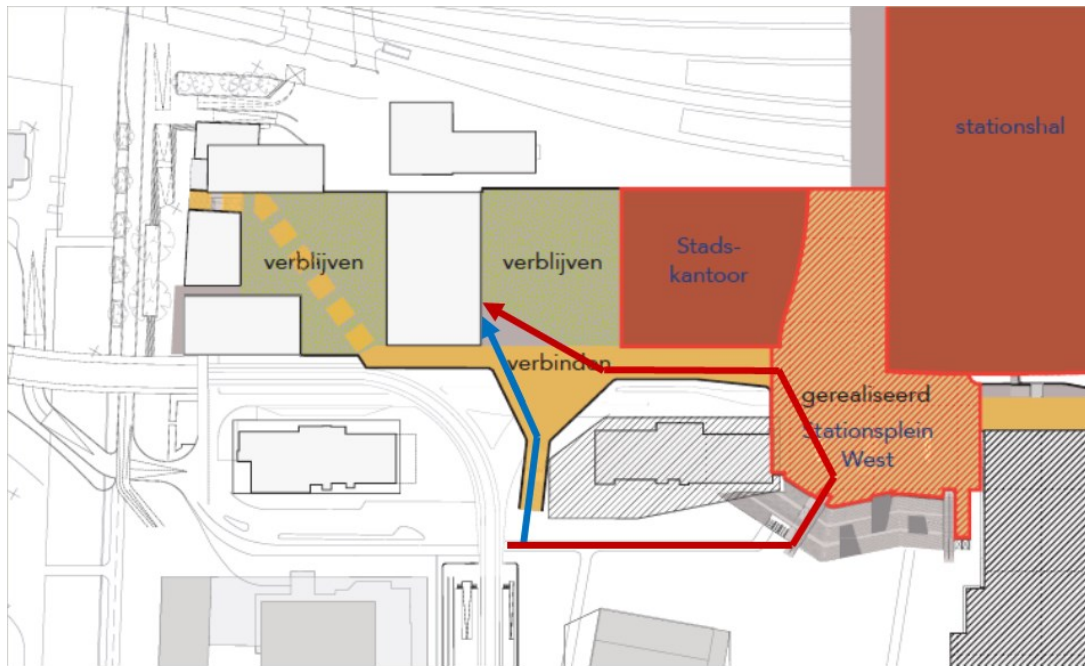 stationshal
verblijven
verblijven
Stads-
kantoor
verbinden
gerealiseerd
Stationsplein
West